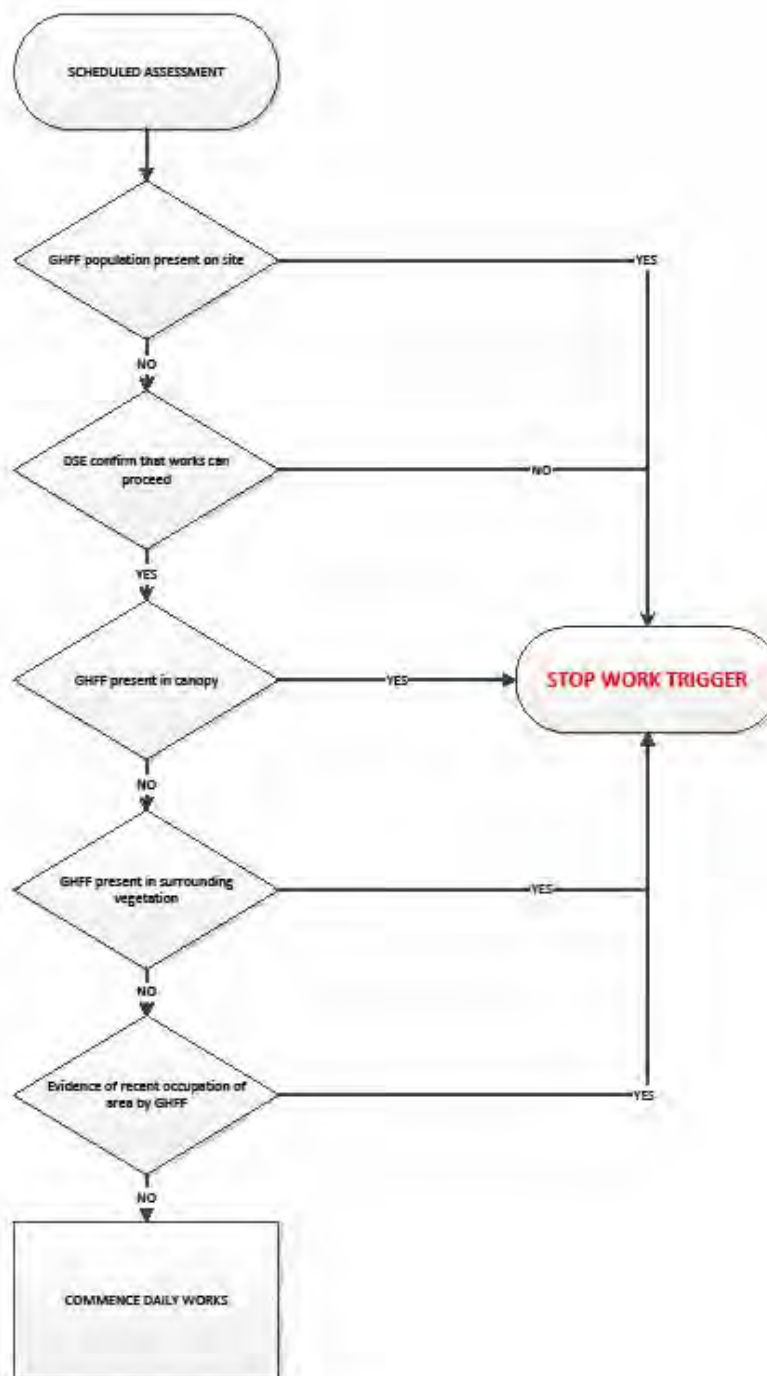 SCHEDULED ASSESSMENT
GHFF population present on site
YES
NO
DSE confirm that works can
proceed
NO
YES
GHFF present in canopy
YES
STOP WORK TRIGGER
NO
GHFF present in surrounding
vegetation
YES
NO
Evidence of recent occupation of
area by GHFF
YES
NO
COMMENCE DAILY WORKS